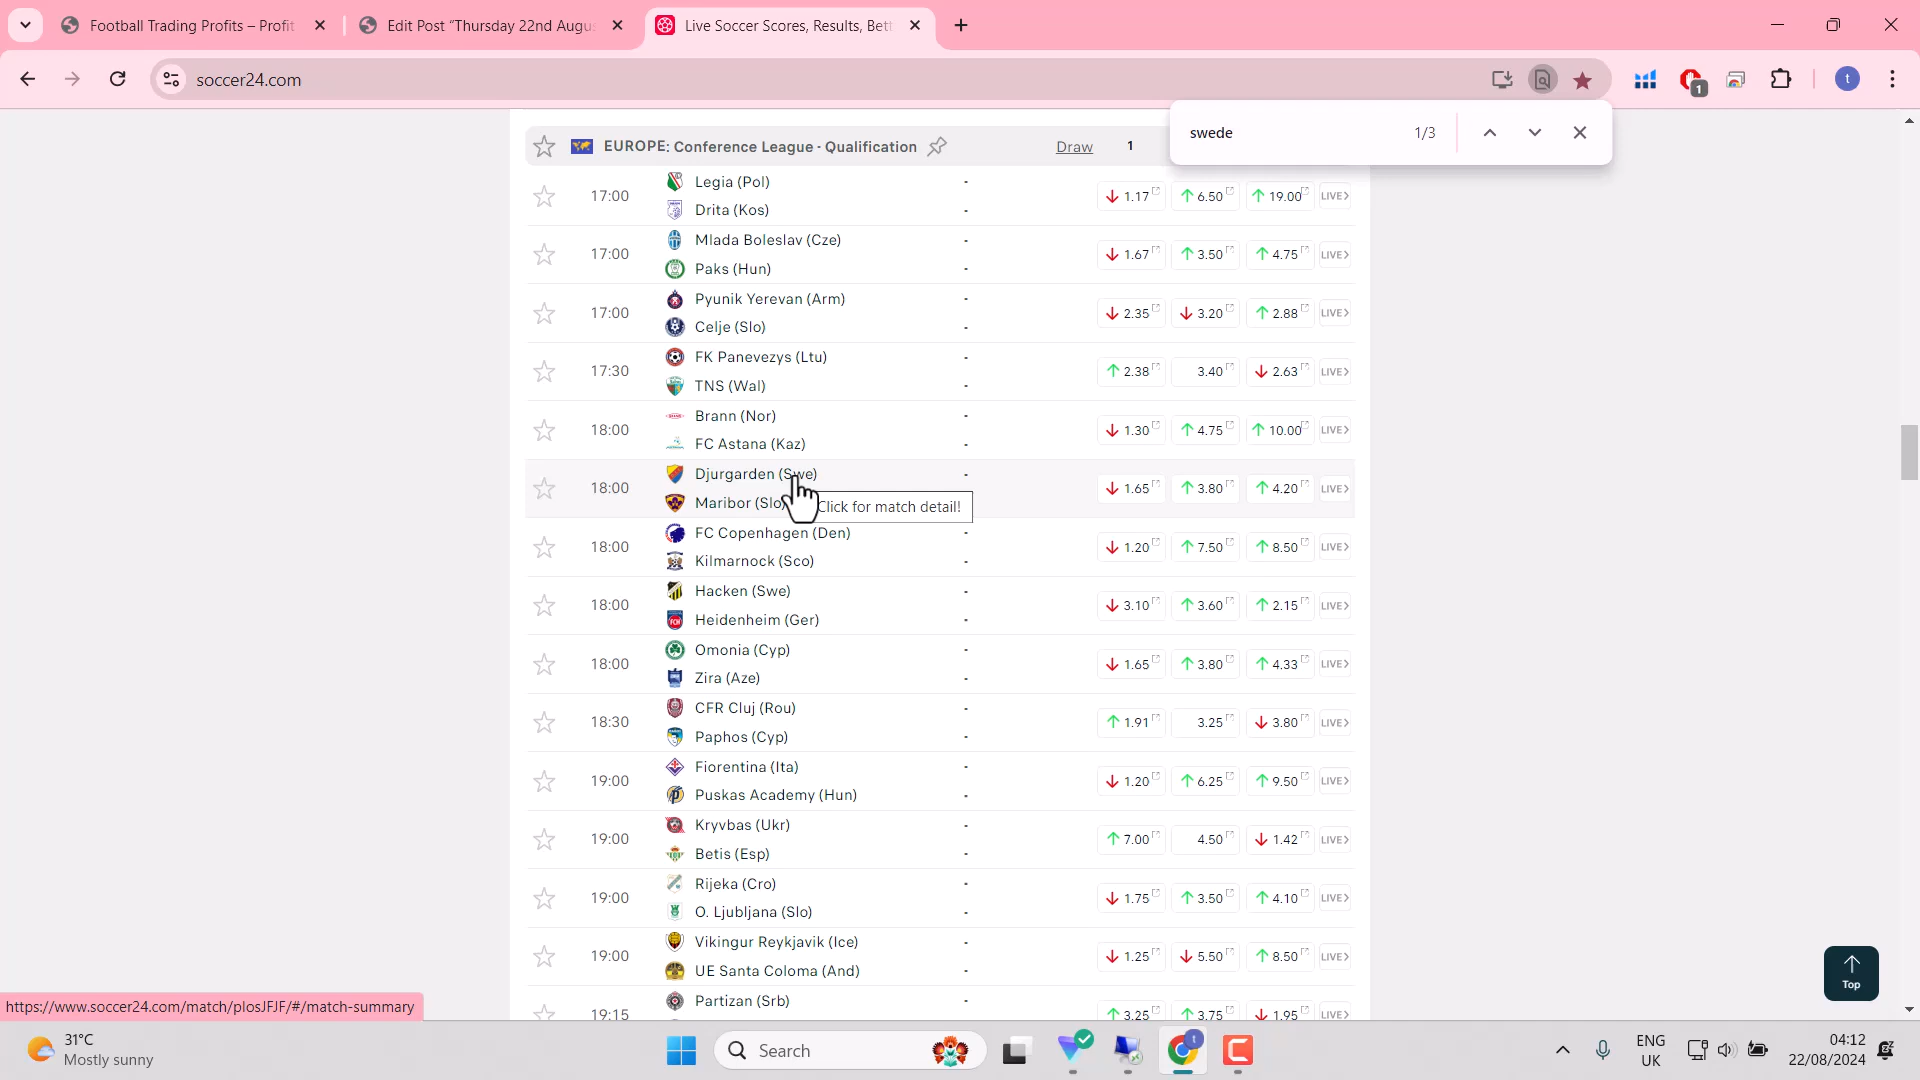 Football Trading Profits – Profit
Edit Post “Thursday 22nd Augu
Live Soccer Scores, Results, Bett
soccer24.com
1
t
swede
1/3
EUROPE: Conference League - Qualification
Draw
1
17:00
Legia (Pol)
-
Drita (Kos)
-
1.17
6.50
19.00
LIVE>
17:00
Mlada Boleslav (Cze)
-
Paks (Hun)
-
1.67
3.50
4.75
LIVE>
17:00
Pyunik Yerevan (Arm)
-
Celje (Slo)
-
2.35
3.20
2.88
LIVE>
17:30
FK Panevezys (Ltu)
-
TNS (Wal)
-
2.38
3.40
2.63
LIVE>
18:00
Brann (Nor)
-
FC Astana (Kaz)
-
1.30
4.75
10.00
LIVE>
18:00
Djurgarden (Swe)
-
Maribor (Slo)
1.65
3.80
4.20
LIVE>
Click for match detail!
18:00
FC Copenhagen (Den)
-
Kilmarnock (Sco)
-
1.20
7.50
8.50
LIVE>
18:00
Hacken (Swe)
-
Heidenheim (Ger)
-
3.10
3.60
2.15
LIVE>
18:00
Omonia (Cyp)
-
Zira (Aze)
-
1.65
3.80
4.33
LIVE>
18:30
CFR Cluj (Rou)
-
Paphos (Cyp)
-
1.91
3.25
3.80
LIVE>
19:00
Fiorentina (Ita)
-
Puskas Academy (Hun)
-
1.20
6.25
9.50
LIVE>
19:00
Kryvbas (Ukr)
-
Betis (Esp)
-
7.00
4.50
1.42
LIVE>
19:00
Rijeka (Cro)
-
O. Ljubljana (Slo)
-
1.75
3.50
4.10
LIVE>
19:00
Vikingur Reykjavik (Ice)
-
UE Santa Coloma (And)
-
1.25
5.50
8.50
LIVE>
19:15
Partizan (Srb)
-
3.25
3.75
1.95
LIVE>
Top
https://www.soccer24.com/match/plosJFJF/#/match-summary
31°C
Mostly sunny
Search
t
ENG
UK
04:12
22/08/2024